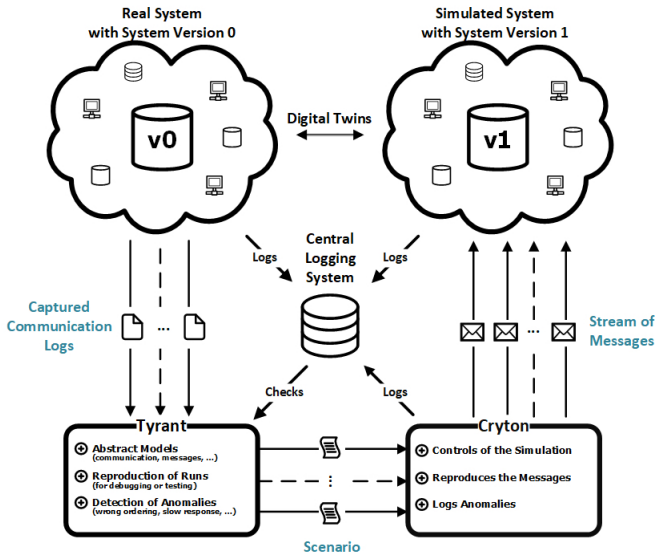 Real System
with System Version 0
Simulated System
with System Version 1
v0
Digital Twins
v1
Logs
Central
Logging
System
Logs
Captured
Communication
Logs
...
...
Stream of
Messages
Checks
Logs
Tyrant
Abstract Models
(communication, messages, ...)
Reproduction of Runs
(for debugging or testing)
Detection of Anomalies
(wrong ordering, slow response, ...)
...
Cryton
Controls of the Simulation
Reproduces the Messages
Logs Anomalies
Scenario